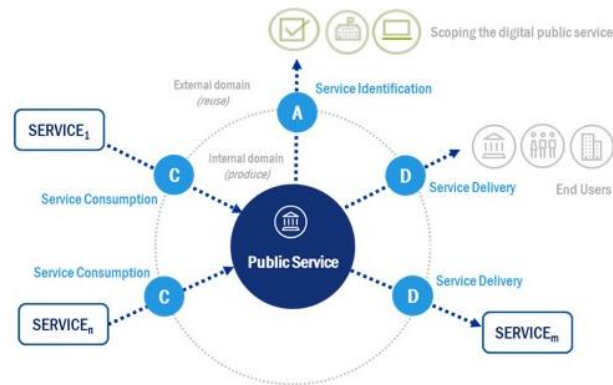 Scoping the digital public service
External domain
(reuse)
Service Identification
A
SERVICE1
Internal domain
(produce)
C
D
Service Consumption
Service Delivery
End Users
Public Service
Service Consumption
Service Delivery
C
D
SERVICEn
SERVICEm